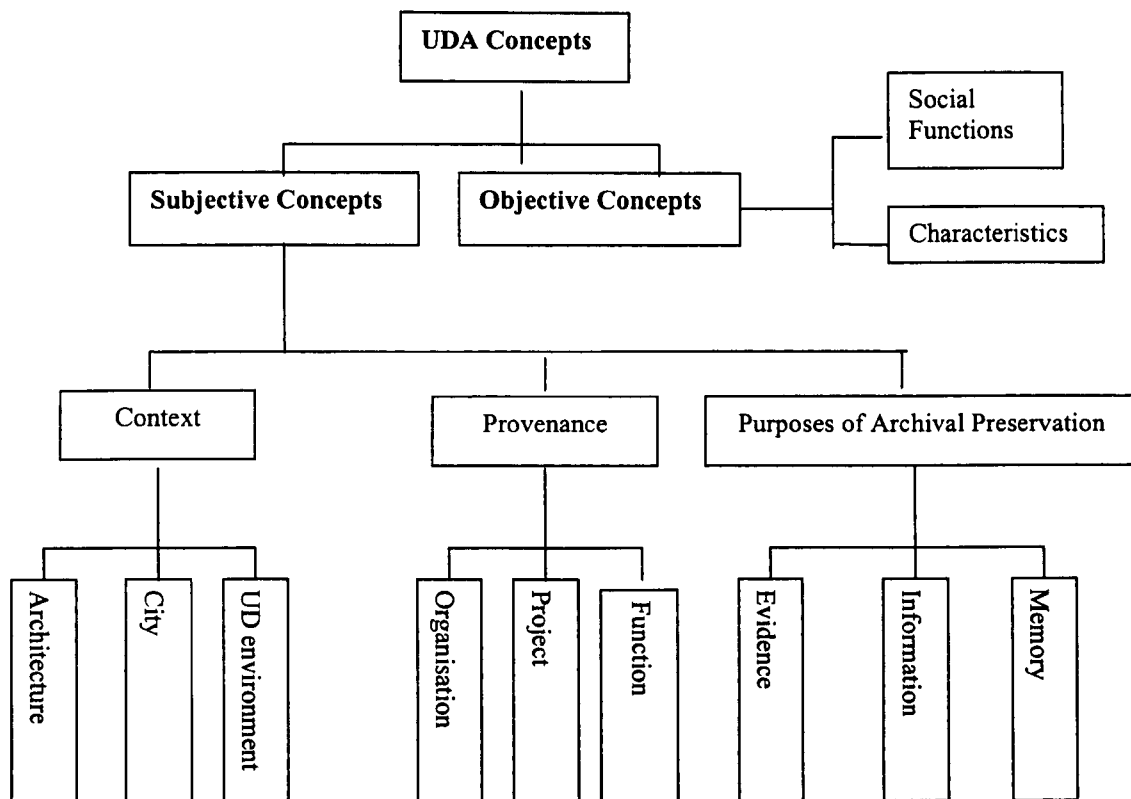 UDA Concepts
Social
Functions
Subjective Concepts
Objective Concepts
Characteristics
Context
Provenance
Purposes of Archival Preservation
Architecture
City
UD environment
Organisation
Project
Function
Evidence
Information
Memory